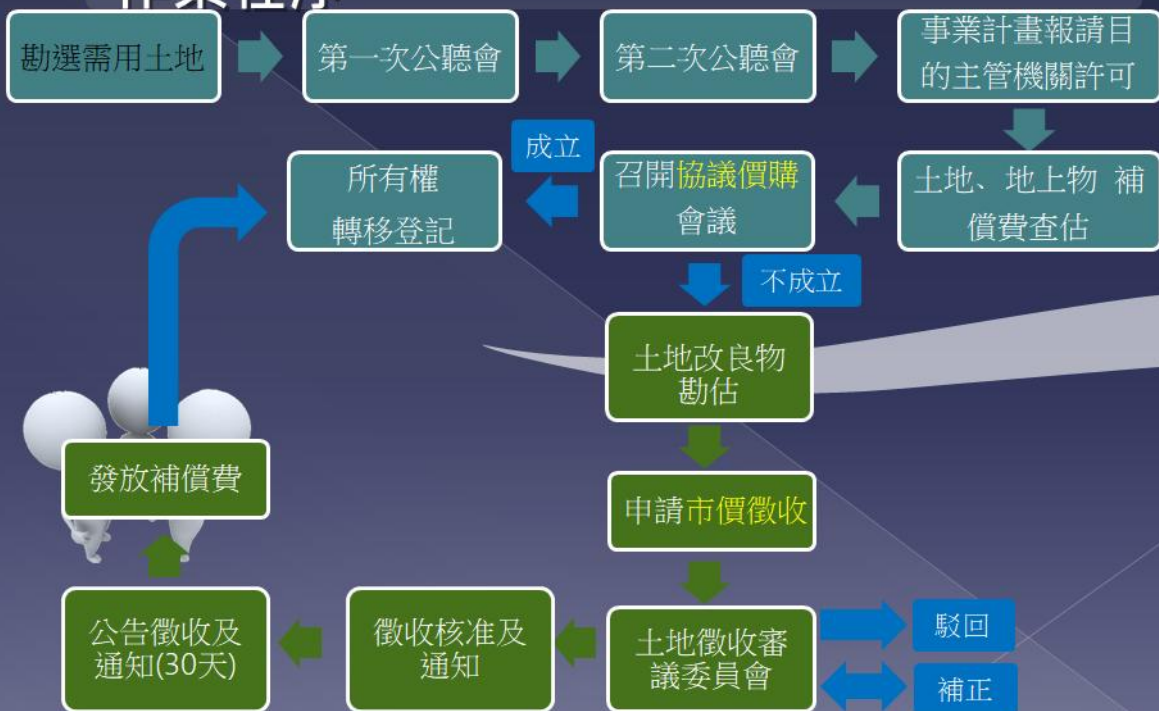 作業程序
勘選需用土地
第一次公聽會
第二次公聽會
事業計畫報請目
的主管機關許可
成立
所有權
轉移登記
召開協議價購
會議
土地、地上物 補
償費查估
不成立
土地改良物
勘估
發放補償費
申請市價徵收
公告徵收及
通知(30天)
徵收核准及
通知
土地徵收審
議委員會
駁回
補正